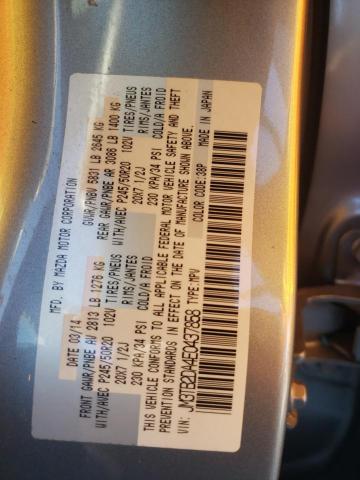 MFD. BY MAZDA MOTOR CORPORATION
DATE 03/14 GVWR/PNBV 5831 LB 2645 KG
FRONT GAWR/PNBE AV 2813 LB 1276 KG REAR GAWR/PNBE AR 3086 LB 1400 KG
WITH/AVEC P245/50R20 102V TIRES/PNEUS WITH/AVEC P245/50R20 102V TIRES/PNEUS
20X7 1/2J RIMS/JANTES 20X7 1/2J RIMS/JANTES
230 KPA/34 PSI COLD/A FROID 230 KPA/34 PSI COLD/A FROID
THIS VEHICLE CONFORMS TO ALL APPLICABLE FEDERAL MOTOR VEHICLE SAFETY AND THEFT
PREVENTION STANDARDS IN EFFECT ON THE DATE OF MANUFACTURE SHOWN ABOVE.
VIN: JM3TB2DA4E0437858 TYPE:MPV COLOR CODE:38P MADE IN JAPAN